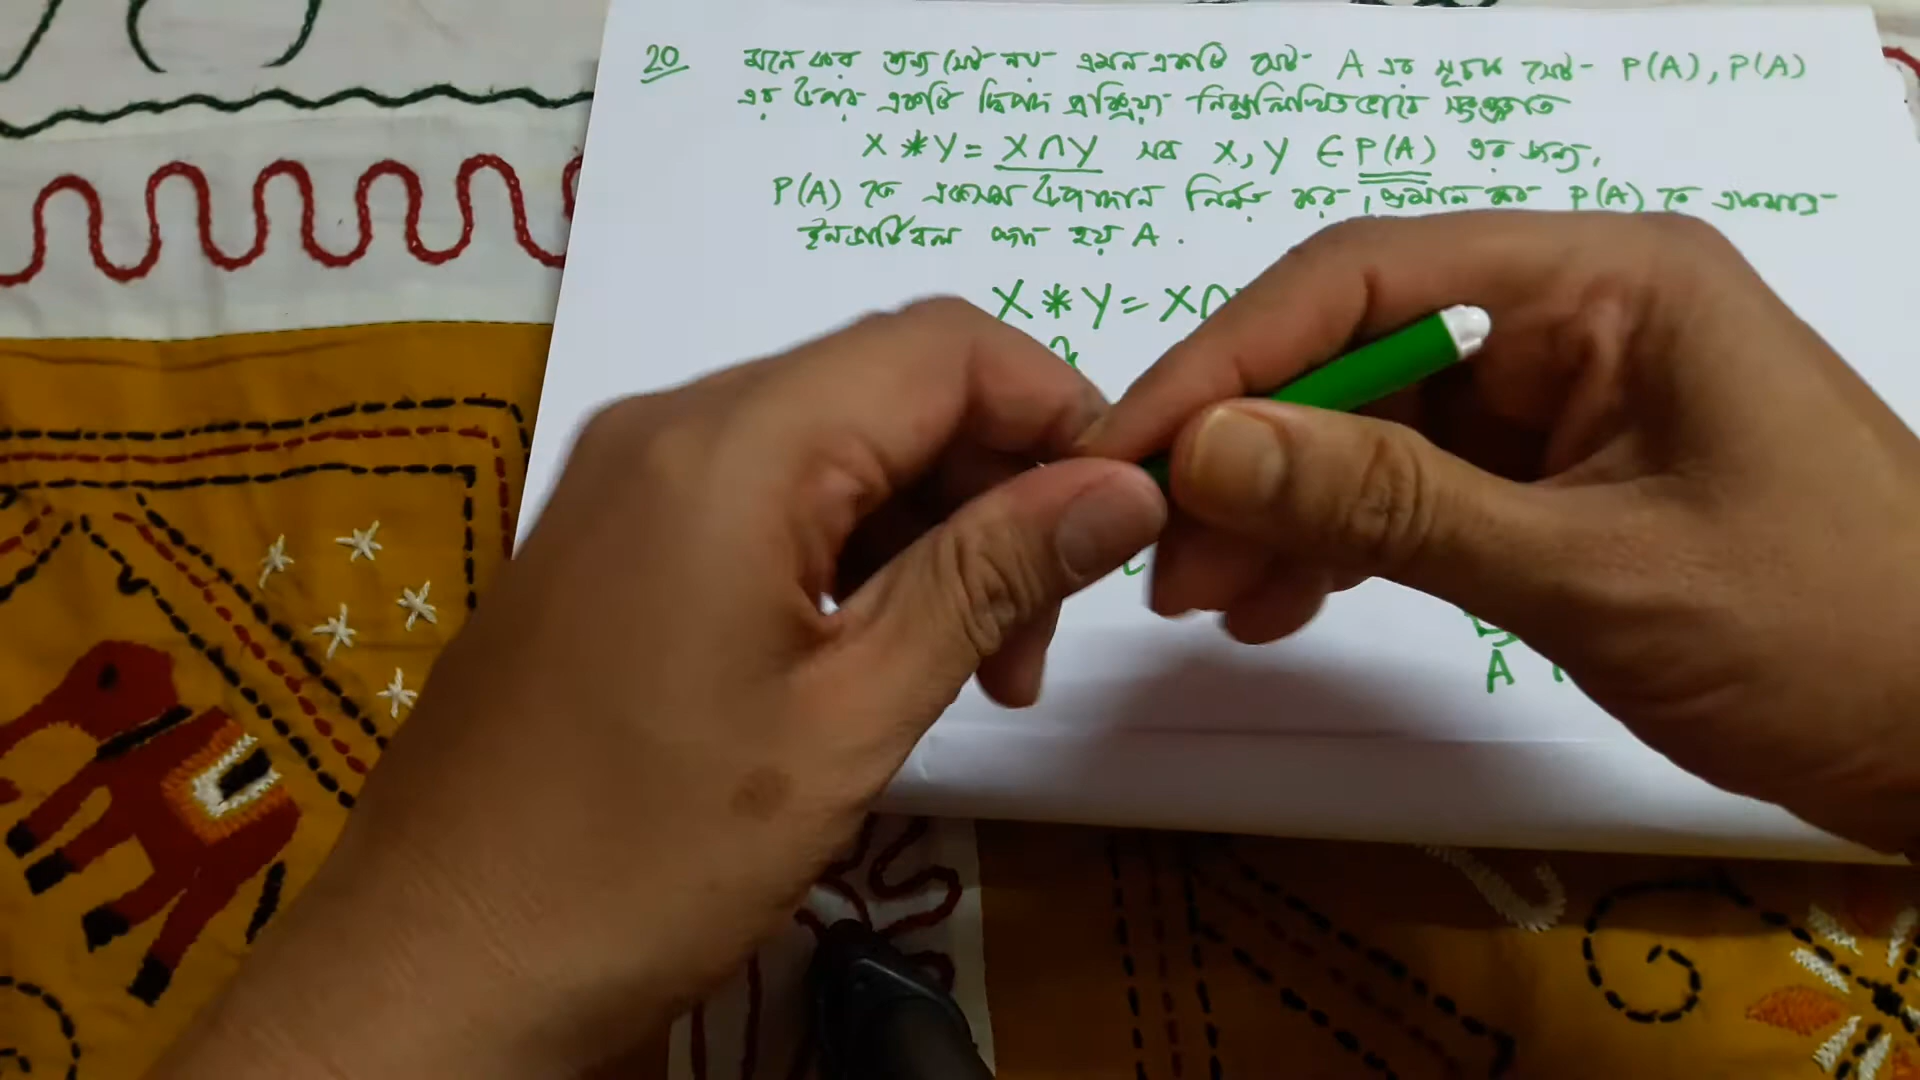 20 মনে কর শূন্য সেট নয় এমন একটি সেট A এর সূচক সেট P(A), P(A)
এর উপর একটি দ্বিপদ প্রক্রিয়া নিম্নলিখিতভাবে সংজ্ঞায়িত
X * Y = X ∩ Y সব X, Y ∈ P(A) এর জন্য,
P(A) তে একসম উপাদান নির্ণয় কর, প্রমান কর P(A) তে একমাত্র
ইনভার্টিবল পদ হয় A.
X * Y = X ∩
A